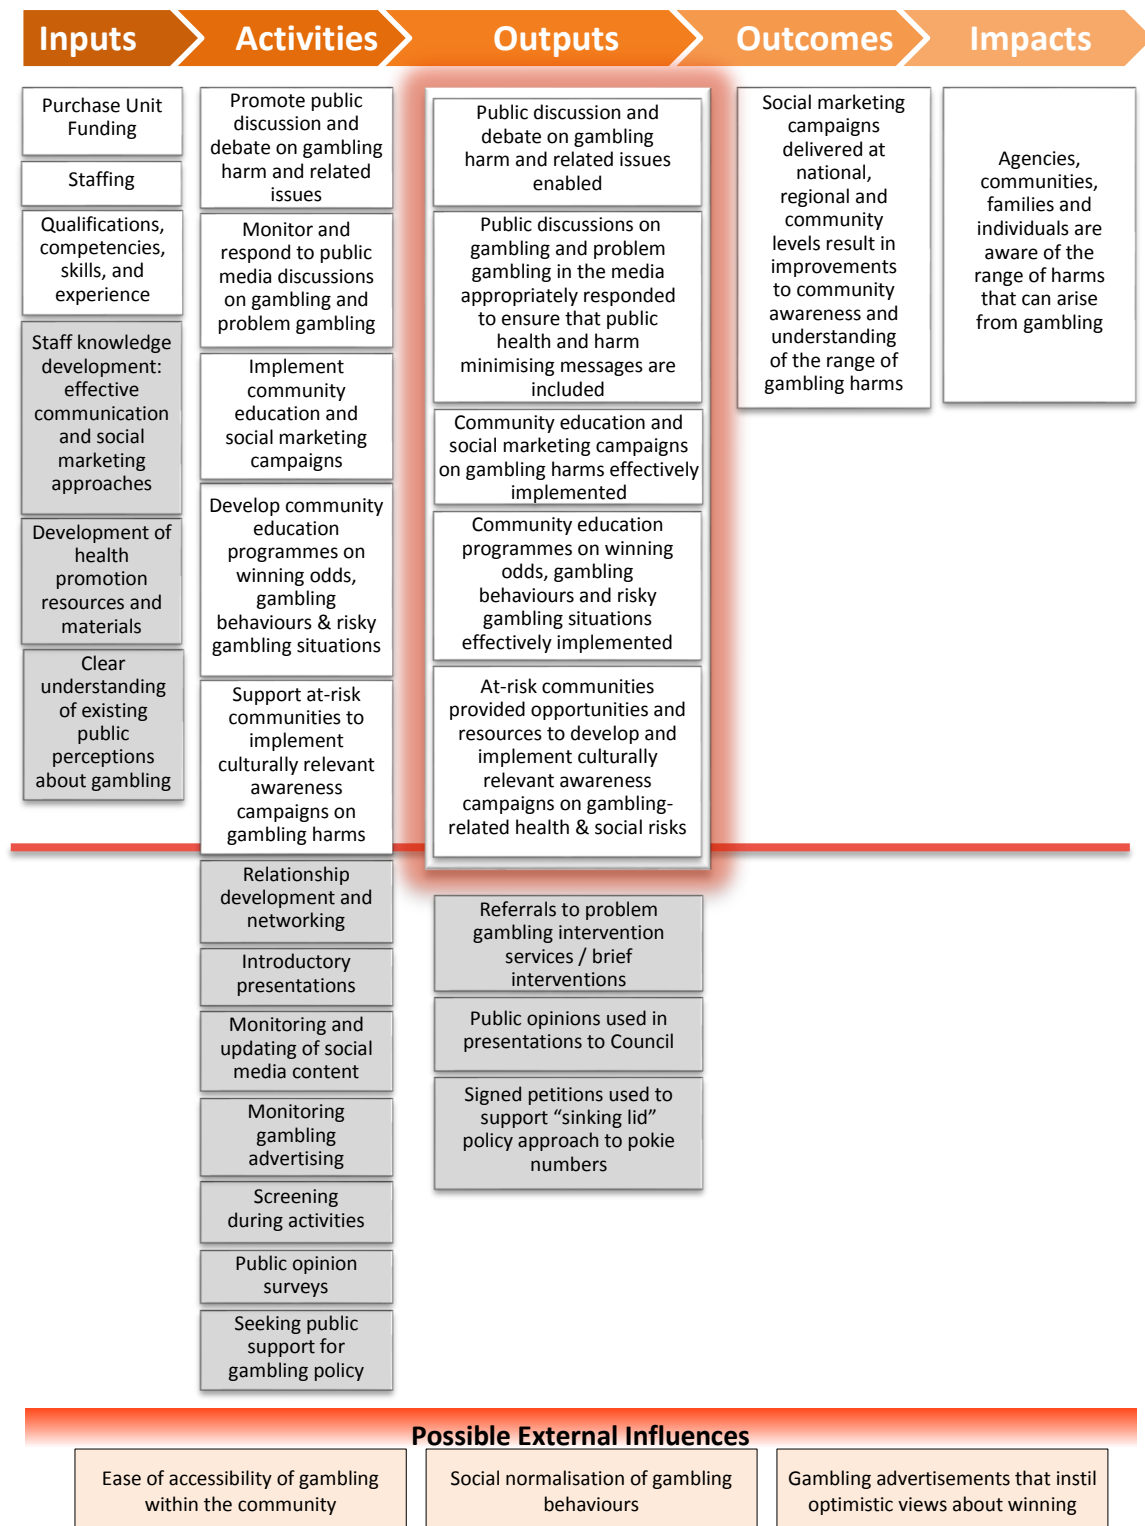 Inputs
Activities
Outputs
Outcomes
Impacts
Purchase Unit
Funding
Staffing
Qualifications,
competencies,
skills, and
experience
Staff knowledge
development:
effective
communication
and social
marketing
approaches
Development of
health
promotion
resources and
materials
Clear
understanding
of existing
public
perceptions
about gambling
Promote public
discussion and
debate on gambling
harm and related
issues
Monitor and
respond to public
media discussions
on gambling and
problem gambling
Implement
community
education and
social marketing
campaigns
Develop community
education
programmes on
winning odds,
gambling
behaviours & risky
gambling situations
Support at-risk
communities to
implement
culturally relevant
awareness
campaigns on
gambling harms
Relationship
development and
networking
Introductory
presentations
Monitoring and
updating of social
media content
Monitoring
gambling
advertising
Screening
during activities
Public opinion
surveys
Seeking public
support for
gambling policy
Public discussion and
debate on gambling
harm and related issues
enabled
Public discussions on
gambling and problem
gambling in the media
appropriately responded
to ensure that public
health and harm
minimising messages are
included
Community education and
social marketing campaigns
on gambling harms effectively
implemented
Community education
programmes on winning
odds, gambling
behaviours and risky
gambling situations
effectively implemented
At-risk communities
provided opportunities and
resources to develop and
implement culturally
relevant awareness
campaigns on gambling-
related health & social risks
Referrals to problem
gambling intervention
services / brief
interventions
Public opinions used in
presentations to Council
Signed petitions used to
support “sinking lid”
policy approach to pokie
numbers
Social marketing
campaigns
delivered at
national,
regional and
community
levels result in
improvements
to community
awareness and
understanding
of the range of
gambling harms
Agencies,
communities,
families and
individuals are
aware of the
range of harms
that can arise
from gambling
Possible External Influences
Ease of accessibility of gambling
within the community
Social normalisation of gambling
behaviours
Gambling advertisements that instil
optimistic views about winning